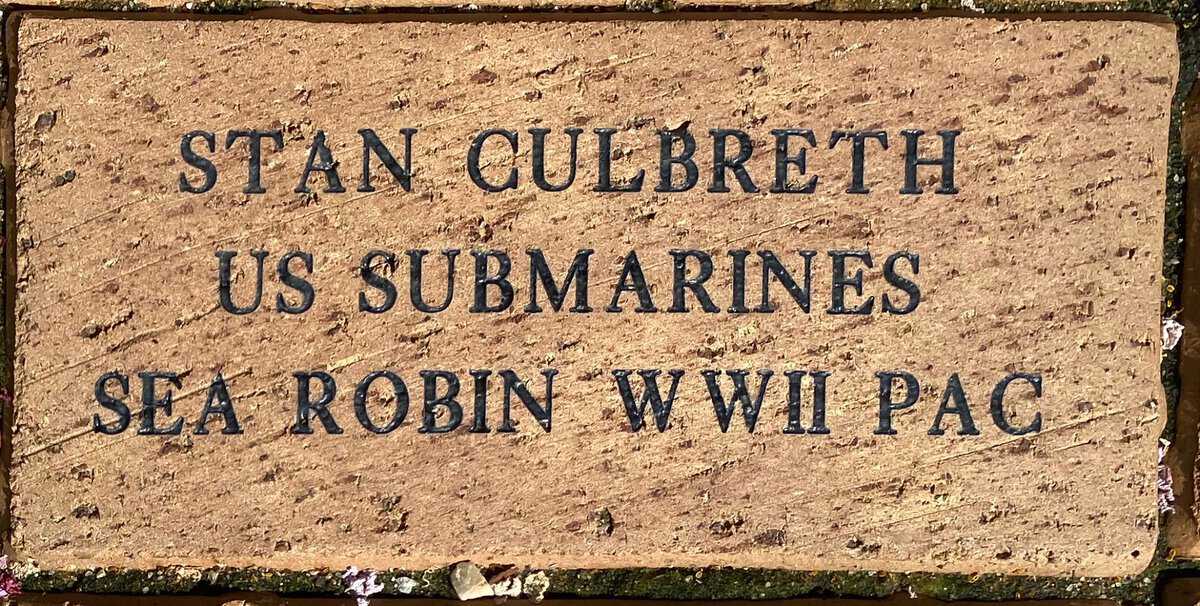 STAN CULBRETH
US SUBMARINES
SEA ROBIN WWII PAC